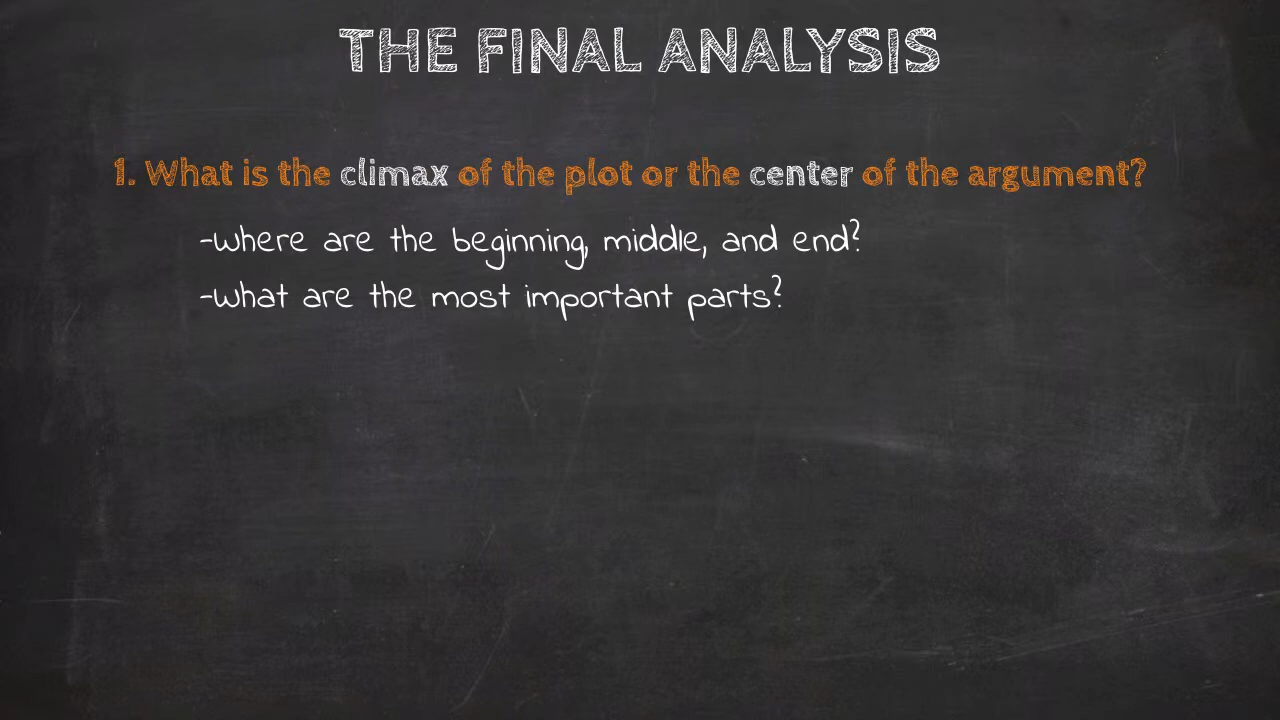 THE FINAL ANALYSIS
1. What is the climax of the plot or the center of the argument?
-where are the beginning, middle, and end?
-what are the most important parts?